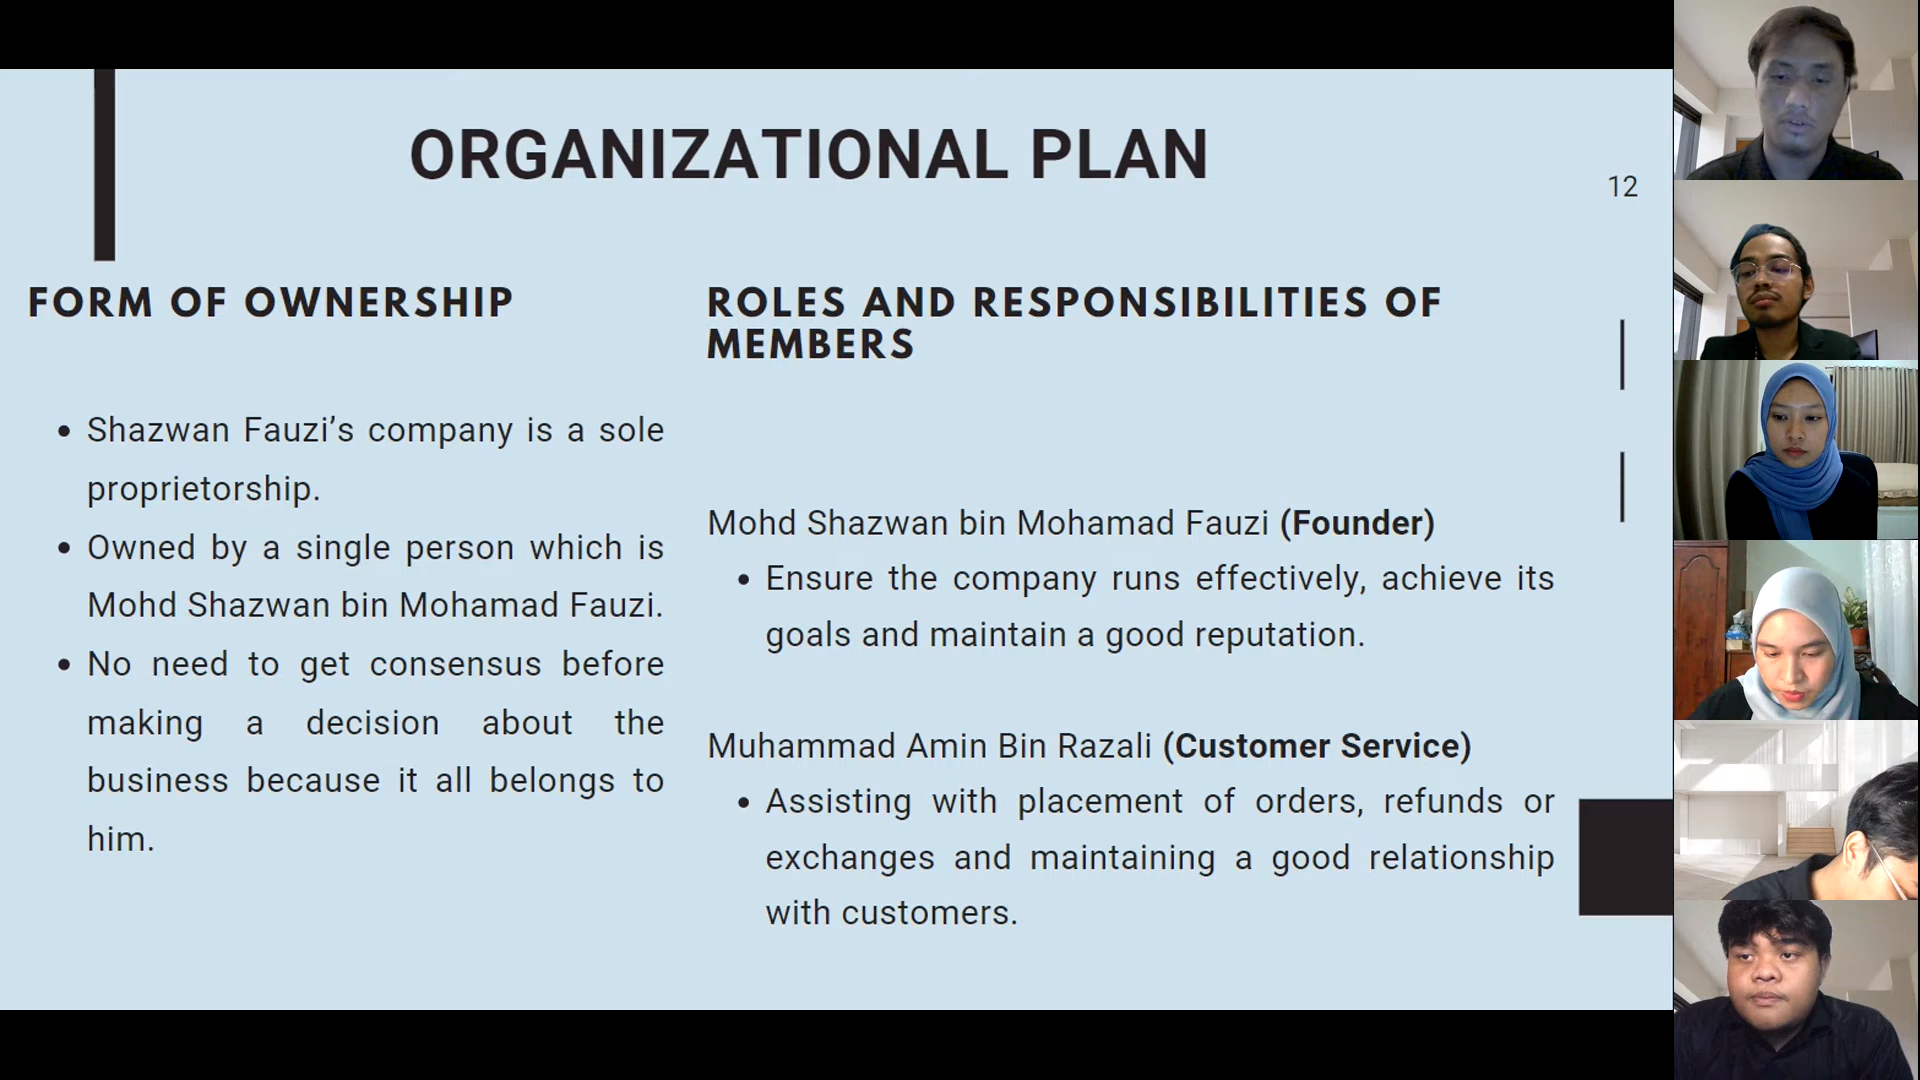 ORGANIZATIONAL PLAN
12
FORM OF OWNERSHIP
• Shazwan Fauzi’s company is a sole
proprietorship.
• Owned by a single person which is
Mohd Shazwan bin Mohamad Fauzi.
• No need to get consensus before
making a decision about the
business because it all belongs to
him.
ROLES AND RESPONSIBILITIES OF
MEMBERS
Mohd Shazwan bin Mohamad Fauzi (Founder)
• Ensure the company runs effectively, achieve its
goals and maintain a good reputation.
Muhammad Amin Bin Razali (Customer Service)
• Assisting with placement of orders, refunds or
exchanges and maintaining a good relationship
with customers.